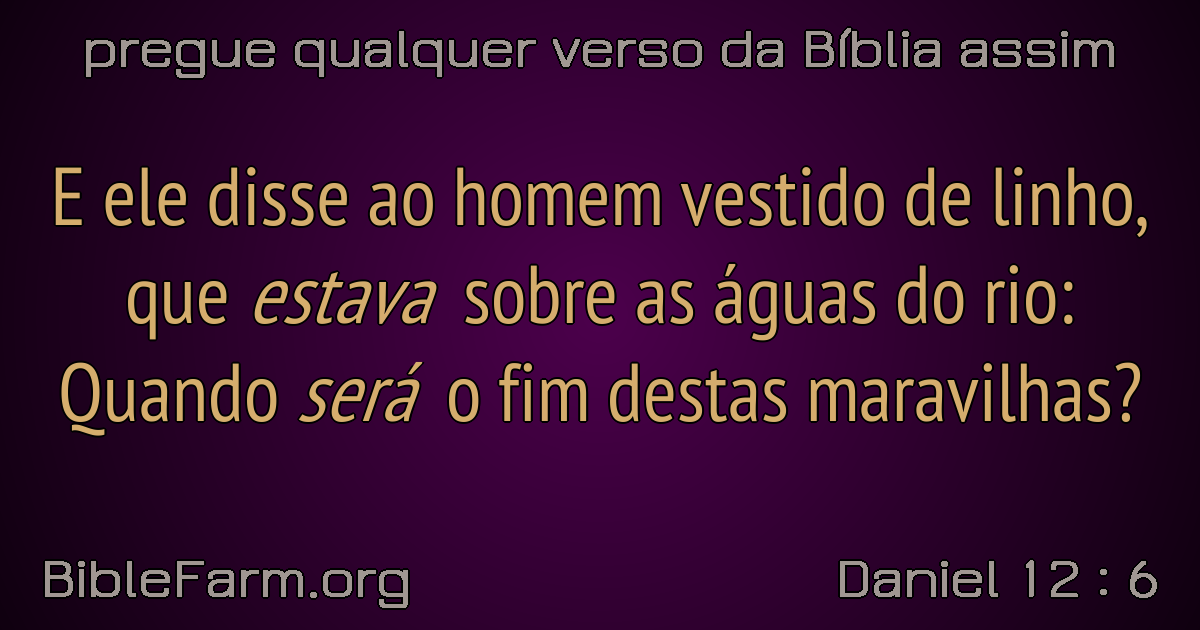 pregue qualquer verso da Bíblia assim
E ele disse ao homem vestido de linho,
que estava sobre as águas do rio:
Quando será o fim destas maravilhas?
BibleFarm.org
Daniel 12 : 6